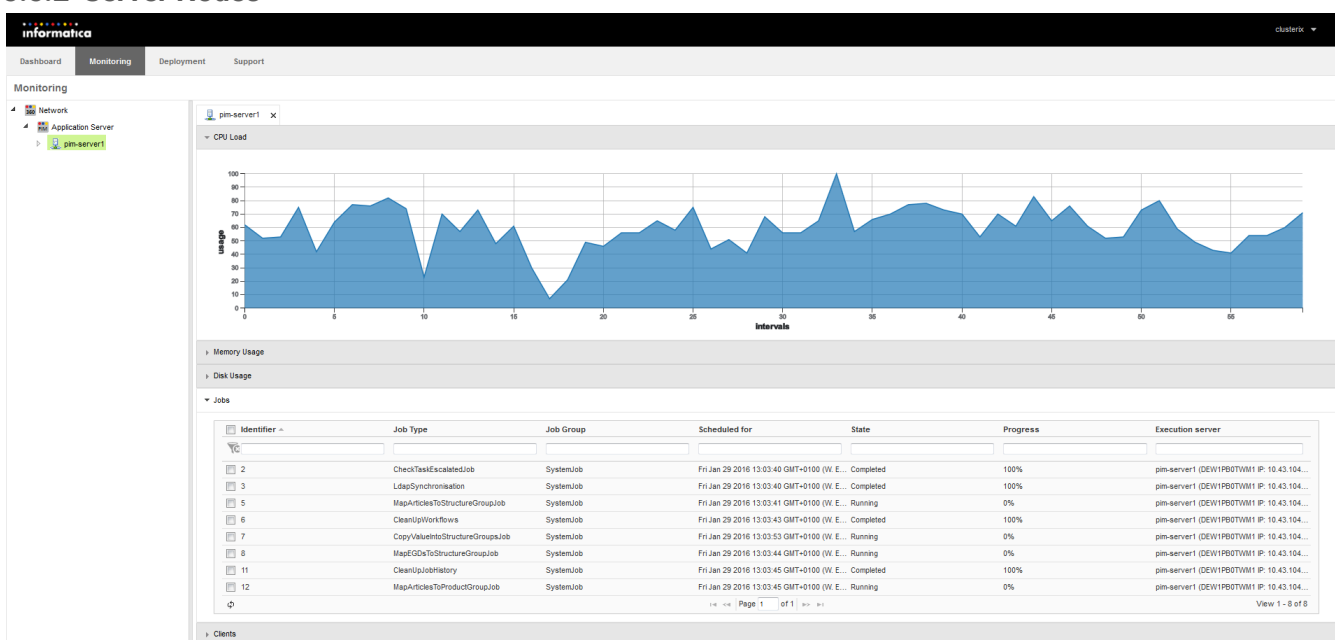 informatica
clusterix
Dashboard Monitoring Deployment Support
Monitoring
Network
Application Server
pim-server1
pim-server1 x
CPU Load
100
90
80
70
60
50
40
30
20
10
0
usage
0 5 10 15 20 25 30 35 40 45 50 55
intervals
Memory Usage
Disk Usage
Jobs
Identifier Job Type Job Group Scheduled for State Progress Execution server
2 CheckTaskEscalatedJob SystemJob Fri Jan 29 2016 13:03:40 GMT+0100 (W. E... Completed 100% pim-server1 (DEW1PB0TWM1 IP: 10.43.104...
3 LdapSynchronisation SystemJob Fri Jan 29 2016 13:03:40 GMT+0100 (W. E... Completed 100% pim-server1 (DEW1PB0TWM1 IP: 10.43.104...
5 MapArticlesToStructureGroupJob SystemJob Fri Jan 29 2016 13:03:41 GMT+0100 (W. E... Running 0% pim-server1 (DEW1PB0TWM1 IP: 10.43.104...
6 CleanUpWorkflows SystemJob Fri Jan 29 2016 13:03:43 GMT+0100 (W. E... Completed 100% pim-server1 (DEW1PB0TWM1 IP: 10.43.104...
7 CopyValueIntoStructureGroupsJob SystemJob Fri Jan 29 2016 13:03:53 GMT+0100 (W. E... Running 0% pim-server1 (DEW1PB0TWM1 IP: 10.43.104...
8 MapEGDsToStructureGroupJob SystemJob Fri Jan 29 2016 13:03:44 GMT+0100 (W. E... Running 0% pim-server1 (DEW1PB0TWM1 IP: 10.43.104...
11 CleanUpJobHistory SystemJob Fri Jan 29 2016 13:03:45 GMT+0100 (W. E... Completed 100% pim-server1 (DEW1PB0TWM1 IP: 10.43.104...
12 MapArticlesToProductGroupJob SystemJob Fri Jan 29 2016 13:03:45 GMT+0100 (W. E... Running 0% pim-server1 (DEW1PB0TWM1 IP: 10.43.104...
Page 1 of 1 View 1 - 8 of 8
Clients